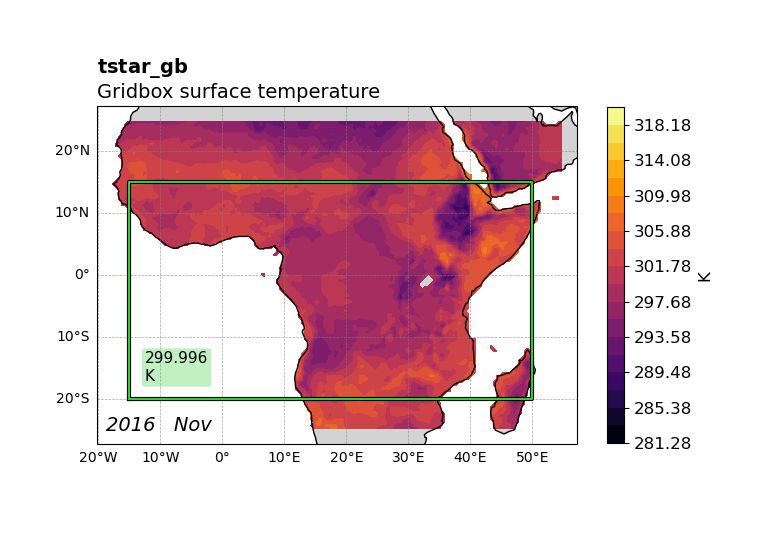 tstar_gb
Gridbox surface temperature
20°N
10°N
0°
10°S
20°S
299.996
K
2016 Nov
20°W 10°W 0° 10°E 20°E 30°E 40°E 50°E
318.18
314.08
309.98
305.88
301.78
297.68
293.58
289.48
285.38
281.28
K